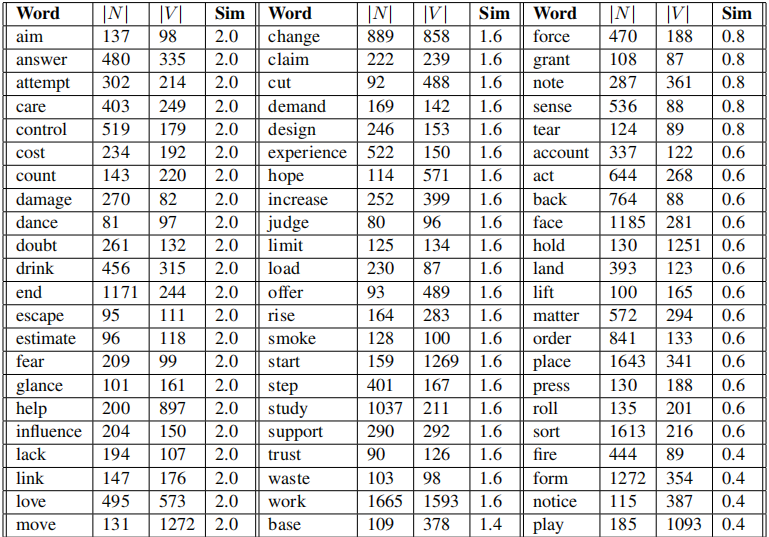 Word |N| |V| Sim Word |N| |V| Sim Word |N| |V| Sim
aim 137 98 2.0 change 889 858 1.6 force 470 188 0.8
answer 480 335 2.0 claim 222 239 1.6 grant 108 87 0.8
attempt 302 214 2.0 cut 92 488 1.6 note 287 361 0.8
care 403 249 2.0 demand 169 142 1.6 sense 536 88 0.8
control 519 179 2.0 design 246 153 1.6 tear 124 89 0.8
cost 234 192 2.0 experience 522 150 1.6 account 337 122 0.6
count 143 220 2.0 hope 114 571 1.6 act 644 268 0.6
damage 270 82 2.0 increase 252 399 1.6 back 764 88 0.6
dance 81 97 2.0 judge 80 96 1.6 face 1185 281 0.6
doubt 261 132 2.0 limit 125 134 1.6 hold 130 1251 0.6
drink 456 315 2.0 load 230 87 1.6 land 393 123 0.6
end 1171 244 2.0 offer 93 489 1.6 lift 100 165 0.6
escape 95 111 2.0 rise 164 283 1.6 matter 572 294 0.6
estimate 96 118 2.0 smoke 128 100 1.6 order 841 133 0.6
fear 209 99 2.0 start 159 1269 1.6 place 1643 341 0.6
glance 101 161 2.0 step 401 167 1.6 press 130 188 0.6
help 200 897 2.0 study 1037 211 1.6 roll 135 201 0.6
influence 204 150 2.0 support 290 292 1.6 sort 1613 216 0.6
lack 194 107 2.0 trust 90 126 1.6 fire 444 89 0.4
link 147 176 2.0 waste 103 98 1.6 form 1272 354 0.4
love 495 573 2.0 work 1665 1593 1.6 notice 115 387 0.4
move 131 1272 2.0 base 109 378 1.4 play 185 1093 0.4